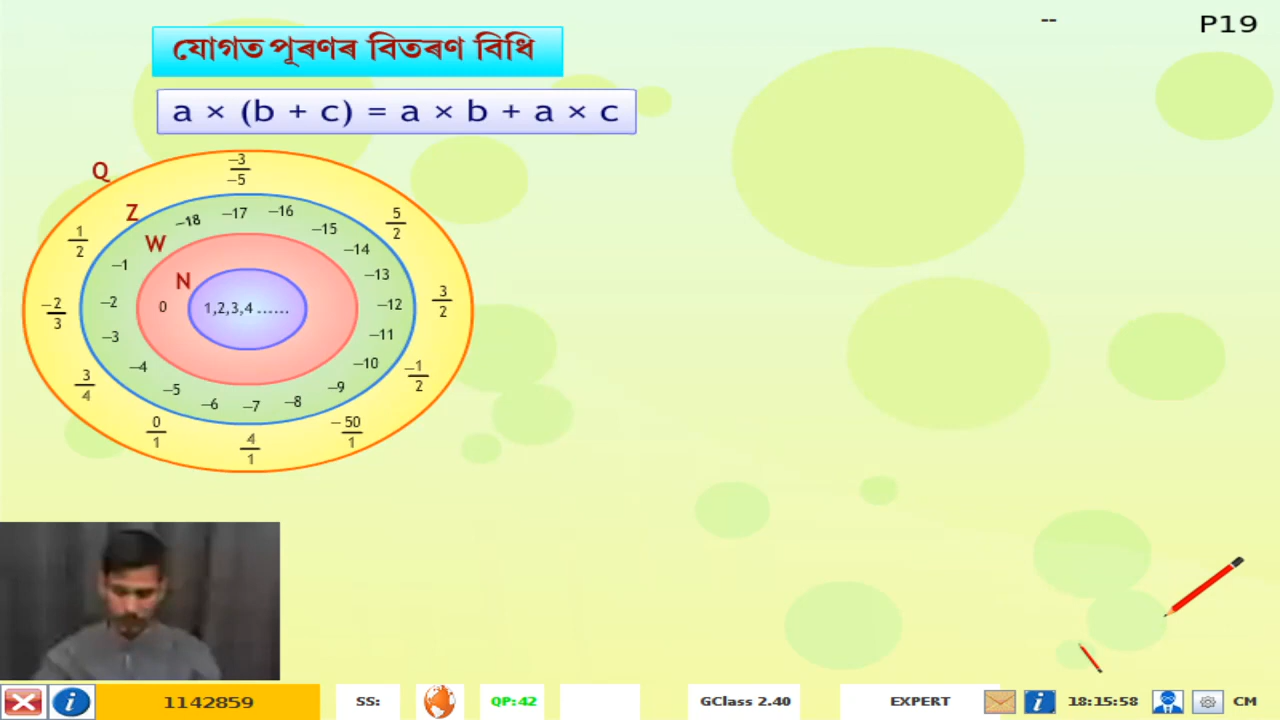 --
P19
যোগত পূৰণৰ বিতৰণ বিধি
a × (b + c) = a × b + a × c
Q
–3/–5
Z
–18 –17 –16
5/2
1/2
W
–15
–14
–1
N
–13
–2/3
–2
0
1,2,3,4 ......
–12
3/2
–3
–11
3/4
–4
–10
–1/2
–5
–9
–6 –7 –8
0/1
4/1
–50/1
1142859 SS: QP:42 GClass 2.40 EXPERT 18:15:58 CM